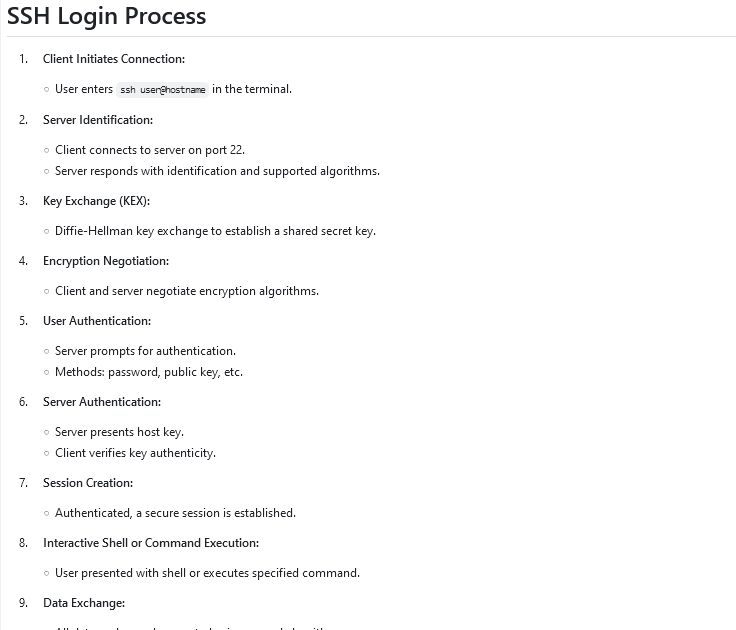 SSH Login Process
1. Client Initiates Connection:
○ User enters ssh user@hostname in the terminal.
2. Server Identification:
○ Client connects to server on port 22.
○ Server responds with identification and supported algorithms.
3. Key Exchange (KEX):
○ Diffie-Hellman key exchange to establish a shared secret key.
4. Encryption Negotiation:
○ Client and server negotiate encryption algorithms.
5. User Authentication:
○ Server prompts for authentication.
○ Methods: password, public key, etc.
6. Server Authentication:
○ Server presents host key.
○ Client verifies key authenticity.
7. Session Creation:
○ Authenticated, a secure session is established.
8. Interactive Shell or Command Execution:
○ User presented with shell or executes specified command.
9. Data Exchange: